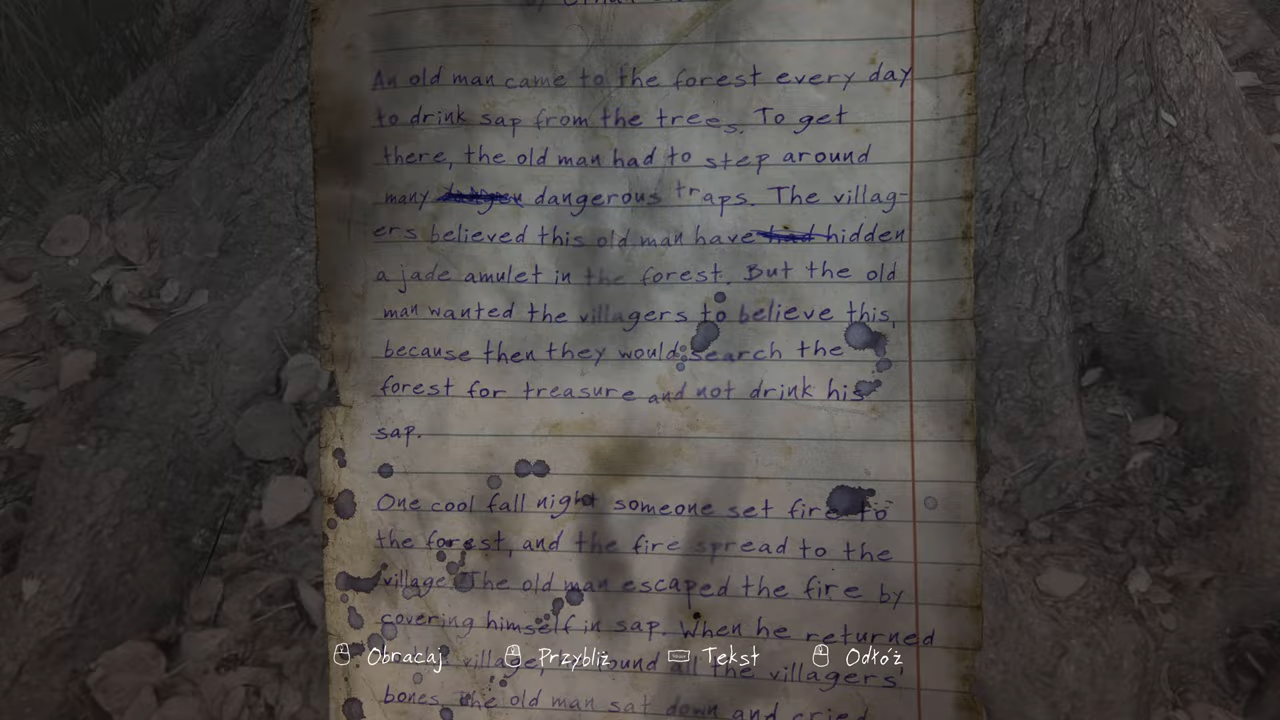 An old man came to the forest every day
to drink sap from the trees. To get
there, the old man had to step around
many dangerous traps. The villag-
ers believed this old man have had hidden
a jade amulet in the forest. But the old
man wanted the villagers to believe this,
because then they would search the
forest for treasure and not drink his
sap.
One cool fall night someone set fire to
the forest, and the fire spread to the
village. The old man escaped the fire by
covering himself in sap. When he returned
village, found all the villagers'
bones. The old man sat down and cried
Obracaj Przybliż Tekst Odłóż